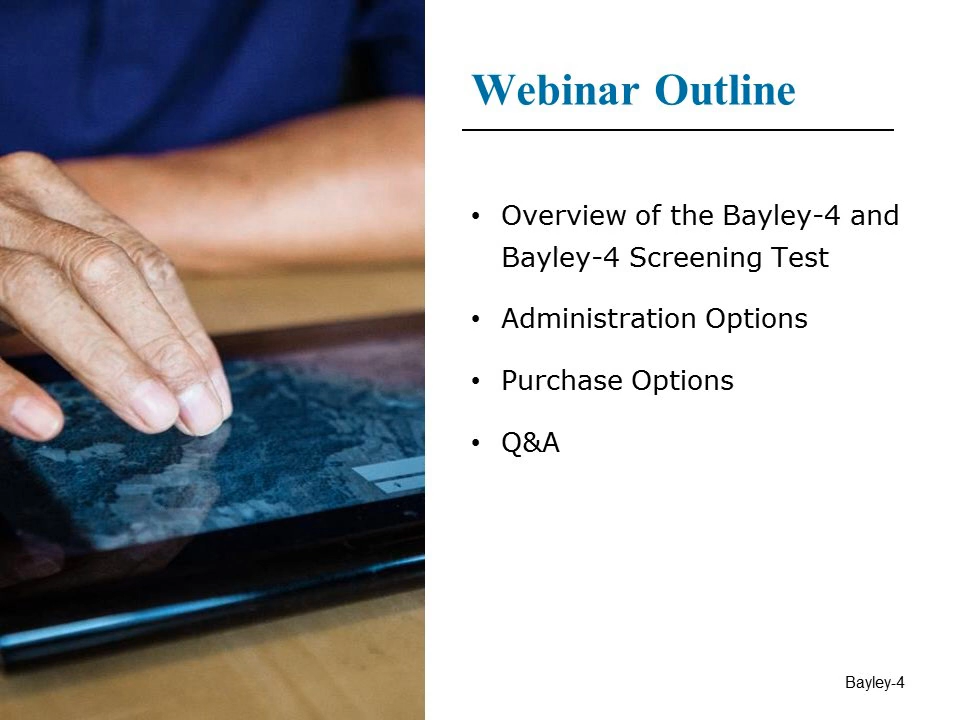 Webinar Outline
• Overview of the Bayley-4 and
Bayley-4 Screening Test
• Administration Options
• Purchase Options
• Q&A
Bayley-4